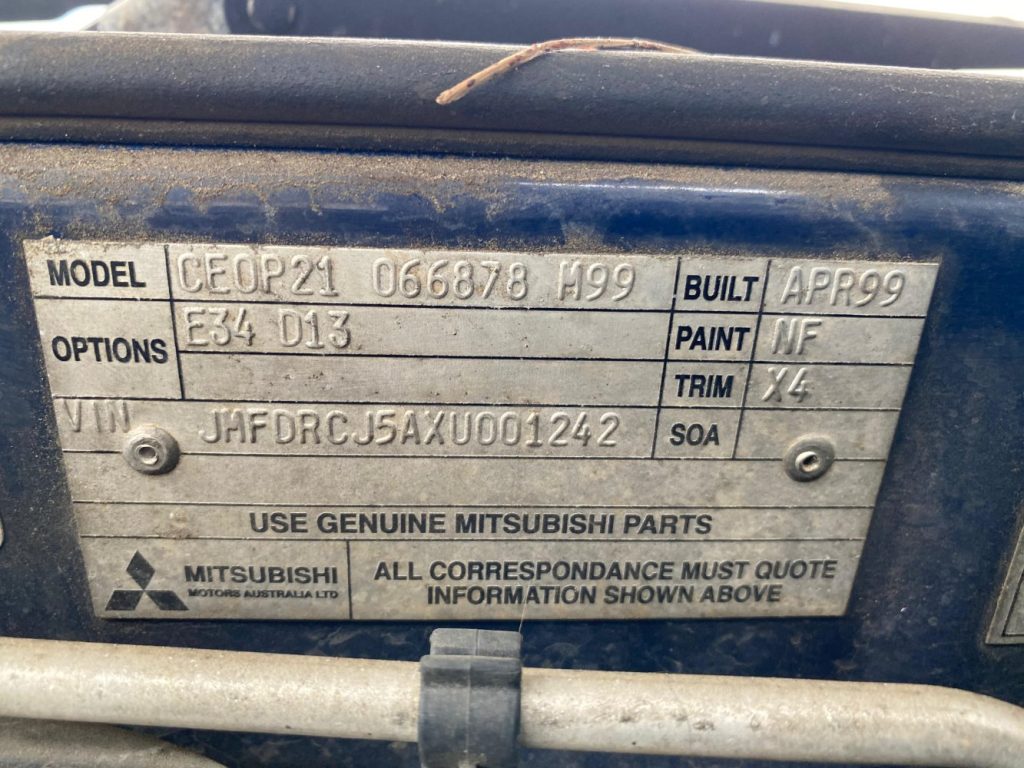 MODEL CEOP21 066878 M99 BUILT APR99
OPTIONS E34 D13 PAINT NF
TRIM X4
VIN JMFDRCJ5AXU001242 SOA
USE GENUINE MITSUBISHI PARTS
MITSUBISHI
MOTORS AUSTRALIA LTD
ALL CORRESPONDANCE MUST QUOTE
INFORMATION SHOWN ABOVE